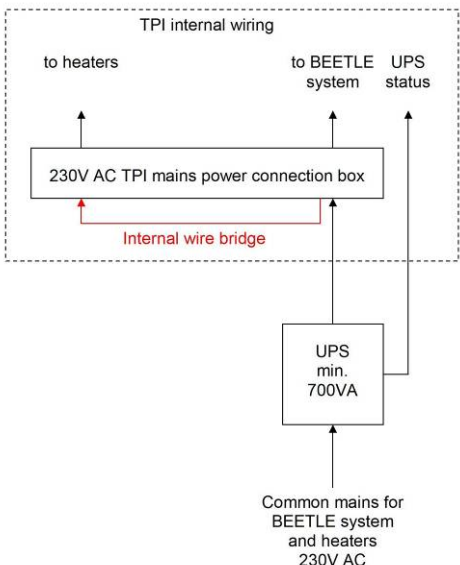 TPI internal wiring
to heaters
to BEETLE
system
UPS
status
230V AC TPI mains power connection box
Internal wire bridge
UPS
min.
700VA
Common mains for
BEETLE system
and heaters
230V AC